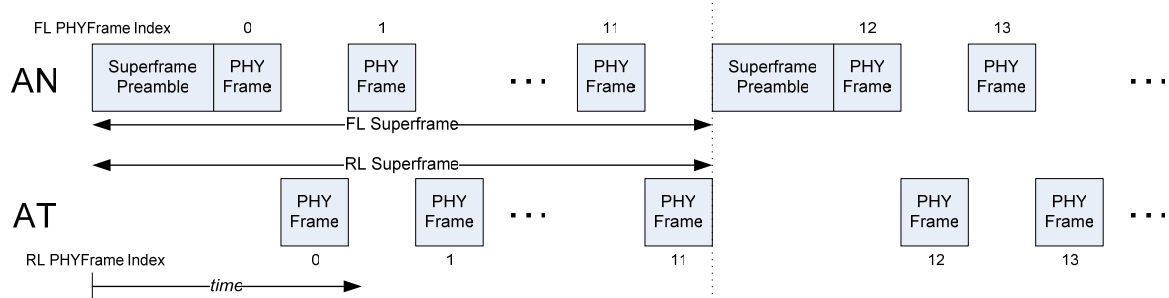 FL PHYFrame Index 0 1 11 12 13
AN
Superframe Preamble
PHY Frame
PHY Frame
...
PHY Frame
Superframe Preamble
PHY Frame
PHY Frame
...
FL Superframe
RL Superframe
AT
PHY Frame
PHY Frame
...
PHY Frame
PHY Frame
PHY Frame
...
RL PHYFrame Index 0 1 11 12 13
time